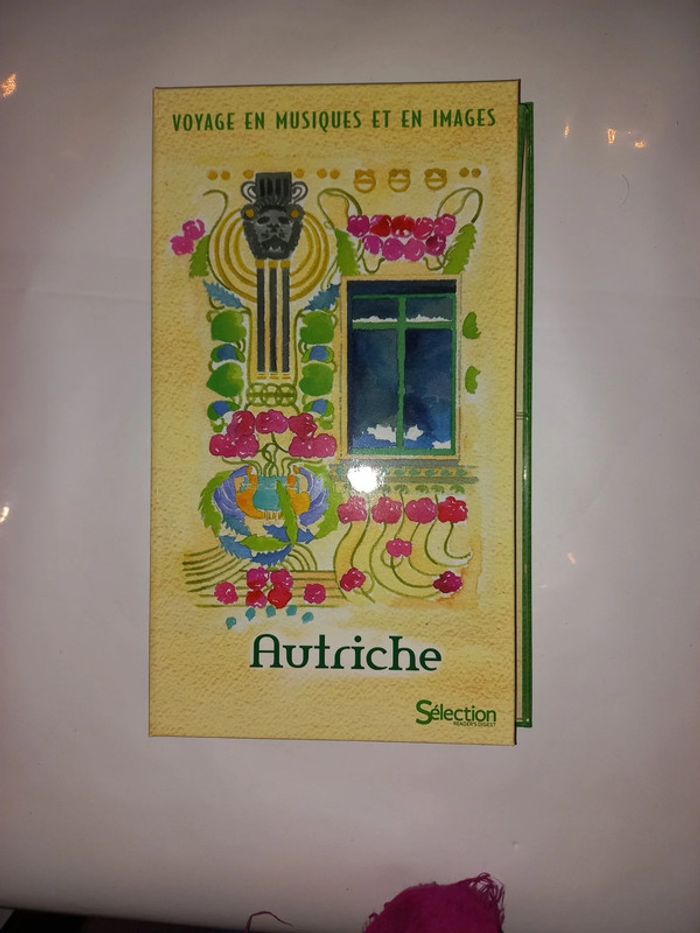 VOYAGE EN MUSIQUES ET EN IMAGES
Autriche
Sélection
READER'S DIGEST